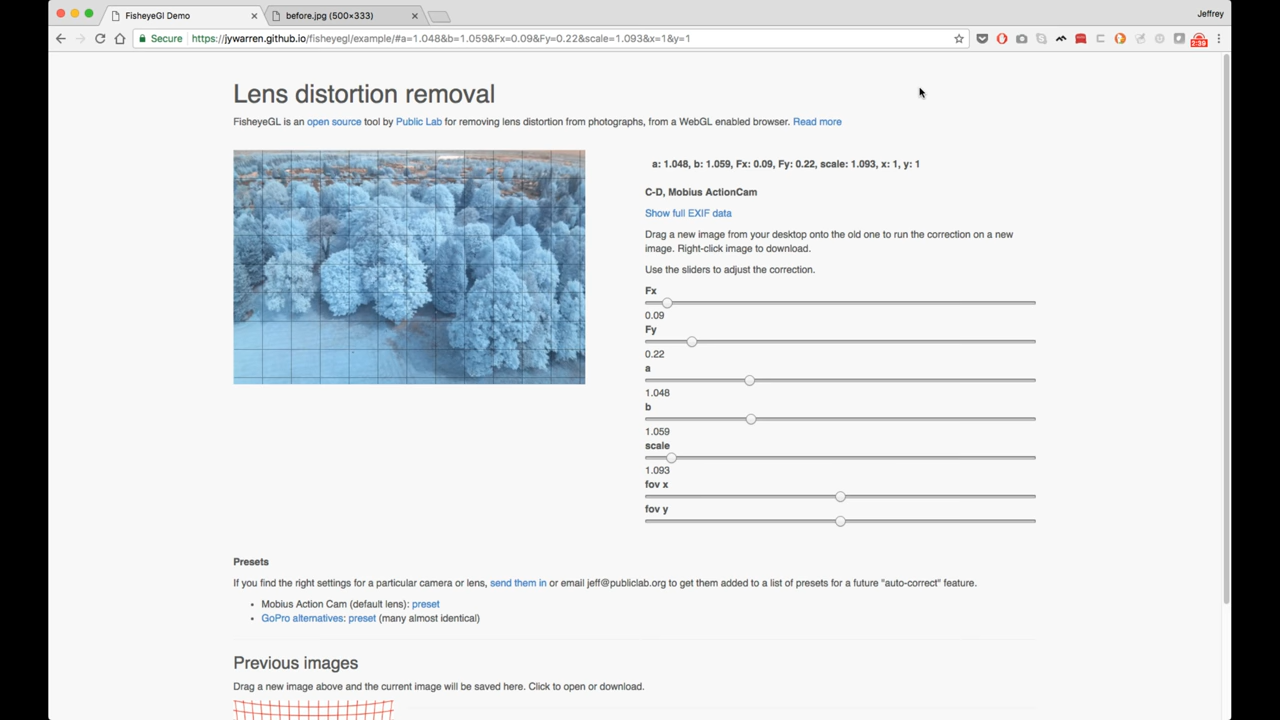 FisheyeGl Demo
before.jpg (500×333)
Jeffrey
Secure
https://jywarren.github.io/fisheyegl/example/#a=1.048&b=1.059&Fx=0.09&Fy=0.22&scale=1.093&x=1&y=1
2:39
Lens distortion removal
FisheyeGL is an open source tool by Public Lab for removing lens distortion from photographs, from a WebGL enabled browser. Read more
a: 1.048, b: 1.059, Fx: 0.09, Fy: 0.22, scale: 1.093, x: 1, y: 1
C-D, Mobius ActionCam
Show full EXIF data
Drag a new image from your desktop onto the old one to run the correction on a new
image. Right-click image to download.
Use the sliders to adjust the correction.
Fx
0.09
Fy
0.22
a
1.048
b
1.059
scale
1.093
fov x
fov y
Presets
If you find the right settings for a particular camera or lens, send them in or email jeff@publiclab.org to get them added to a list of presets for a future "auto-correct" feature.
• Mobius Action Cam (default lens): preset
• GoPro alternatives: preset (many almost identical)
Previous images
Drag a new image above and the current image will be saved here. Click to open or download.